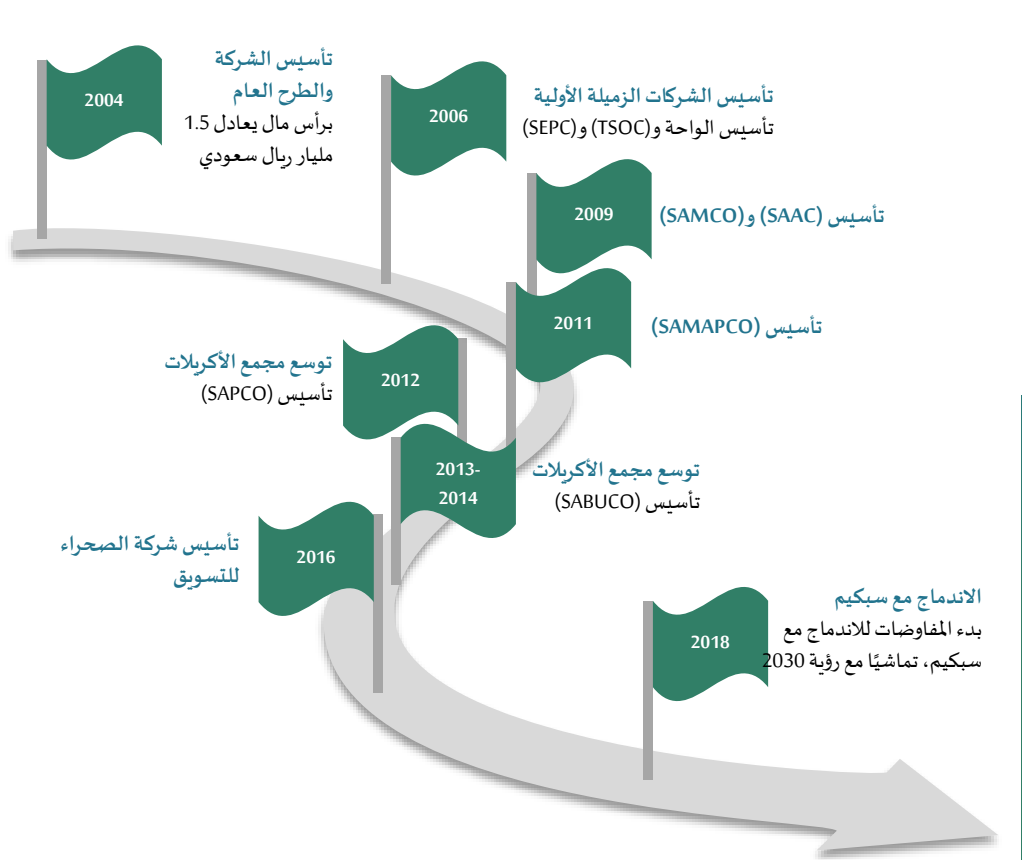 2004
تأسيس الشركة
والطرح العام
برأس مال يعادل 1.5
مليار ريال سعودي
2006
تأسيس الشركات الزميلة الأولية
تأسيس الواحة و(TSOC) و(SEPC)
2009
تأسيس (SAAC) و(SAMCO)
2011
تأسيس (SAMAPCO)
2012
توسع مجمع الأكريلات
تأسيس (SAPCO)
2013-
2014
توسع مجمع الأكريلات
تأسيس (SABUCO)
2016
تأسيس شركة الصحراء
للتسويق
2018
الاندماج مع سبكيم
بدء المفاوضات للاندماج مع
سبكيم، تماشيًا مع رؤية 2030